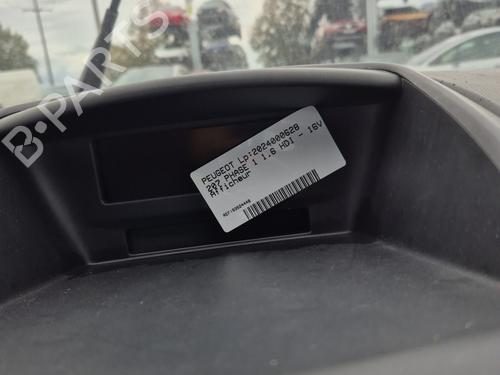 B-PARTS
PEUGEOT LP:2024000628
207 PHASE 1 1.6 HDI - 16V
Afficheur